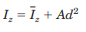 I_z = Ī_z + Ad²